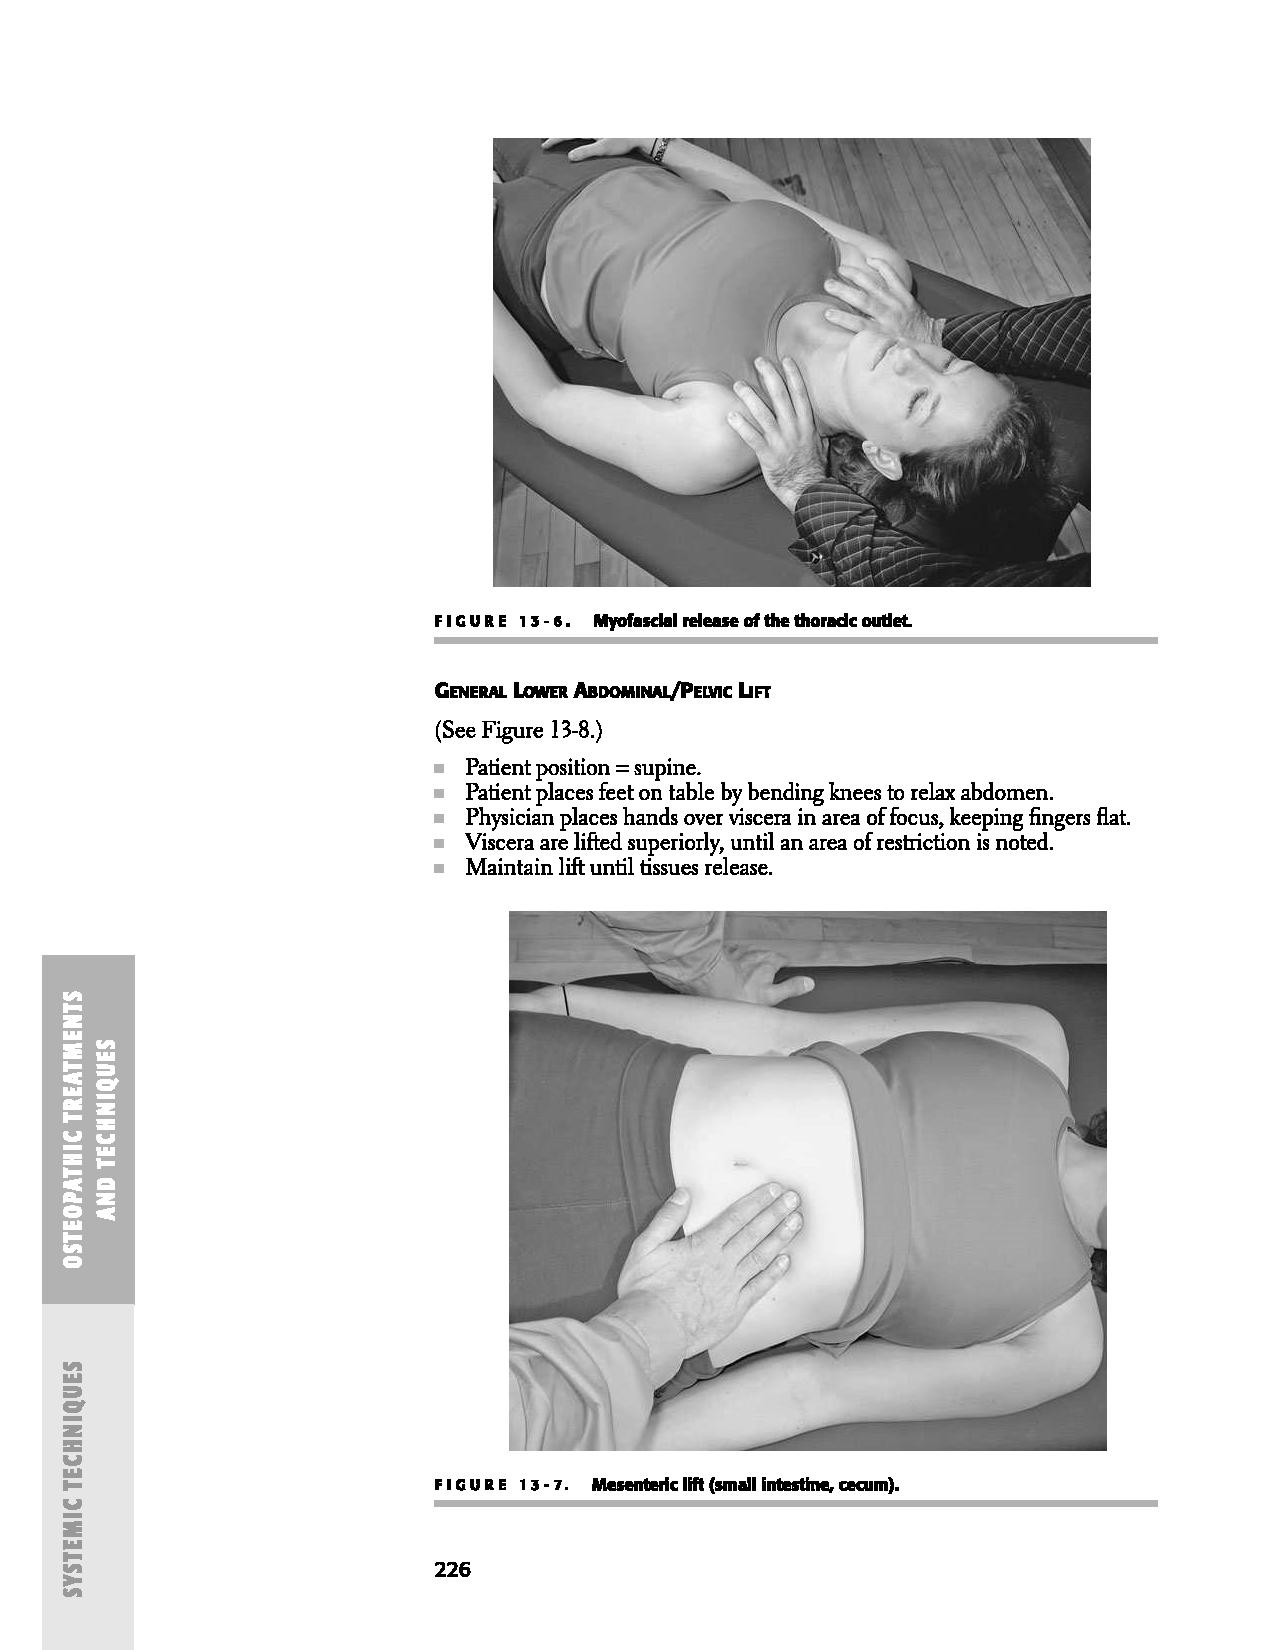 FIGURE 13-6. Myofascial release of the thoracic outlet.
GENERAL LOWER ABDOMINAL/PELVIC LIFT
(See Figure 13-8.)
■ Patient position = supine.
■ Patient places feet on table by bending knees to relax abdomen.
■ Physician places hands over viscera in area of focus, keeping fingers flat.
■ Viscera are lifted superiorly, until an area of restriction is noted.
■ Maintain lift until tissues release.
OSTEOPATHIC TREATMENTS
AND TECHNIQUES
SYSTEMIC TECHNIQUES
FIGURE 13-7. Mesenteric lift (small intestine, cecum).
226